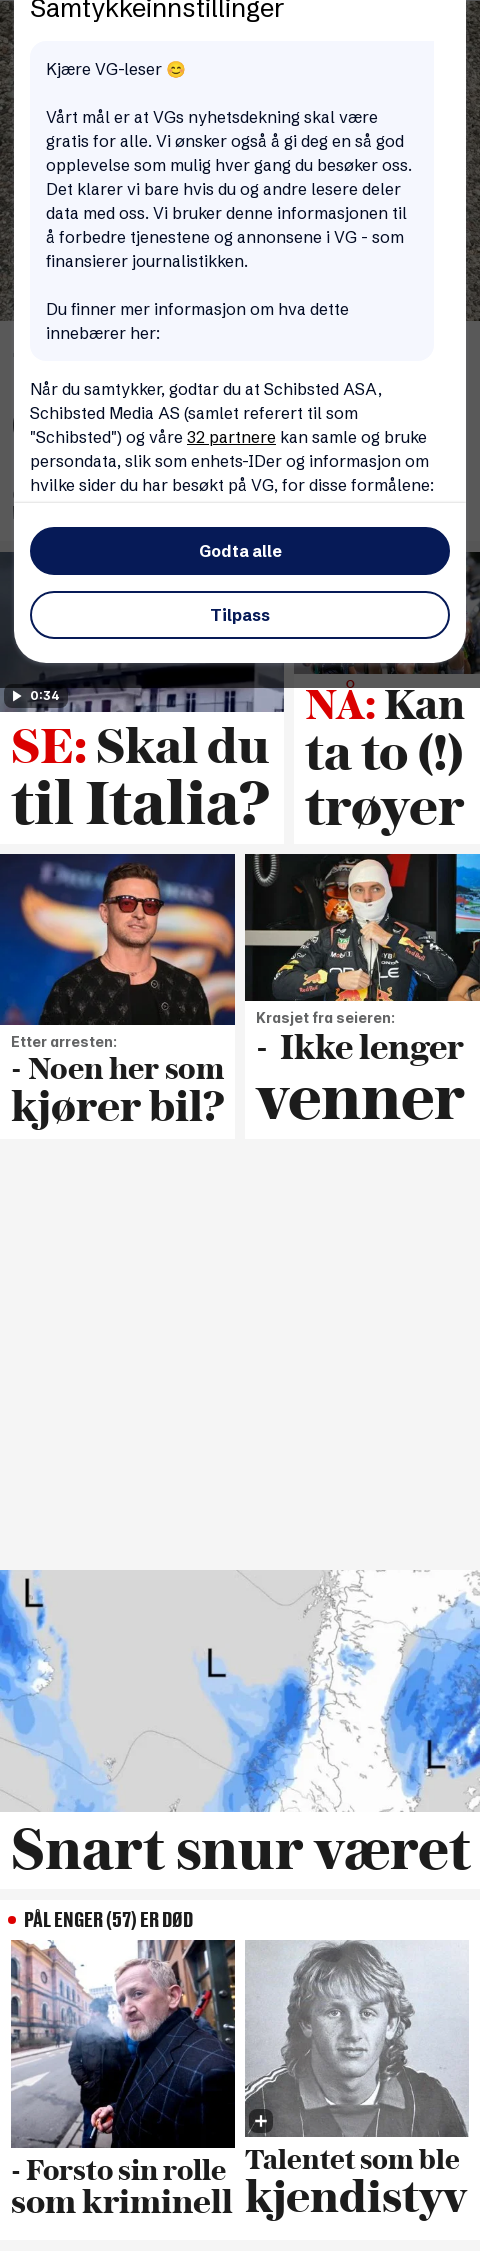 Samtykkeinnstillinger
Kjære VG-leser 😊
Vårt mål er at VGs nyhetsdekning skal være
gratis for alle. Vi ønsker også å gi deg en så god
opplevelse som mulig hver gang du besøker oss.
Det klarer vi bare hvis du og andre lesere deler
data med oss. Vi bruker denne informasjonen til
å forbedre tjenestene og annonsene i VG - som
finansierer journalistikken.
Du finner mer informasjon om hva dette
innebærer her:
Når du samtykker, godtar du at Schibsted ASA,
Schibsted Media AS (samlet referert til som
"Schibsted") og våre 32 partnere kan samle og bruke
persondata, slik som enhets-IDer og informasjon om
hvilke sider du har besøkt på VG, for disse formålene:
Godta alle
Tilpass
0:34
SE: Skal du
til Italia?
NÅ: Kan
ta to (!)
trøyer
Etter arresten:
- Noen her som
kjører bil?
Krasjet fra seieren:
- Ikke lenger
venner
L
L
L
Snart snur været
PÅL ENGER (57) ER DØD
- Forsto sin rolle
som kriminell
Talentet som ble
kjendistyv